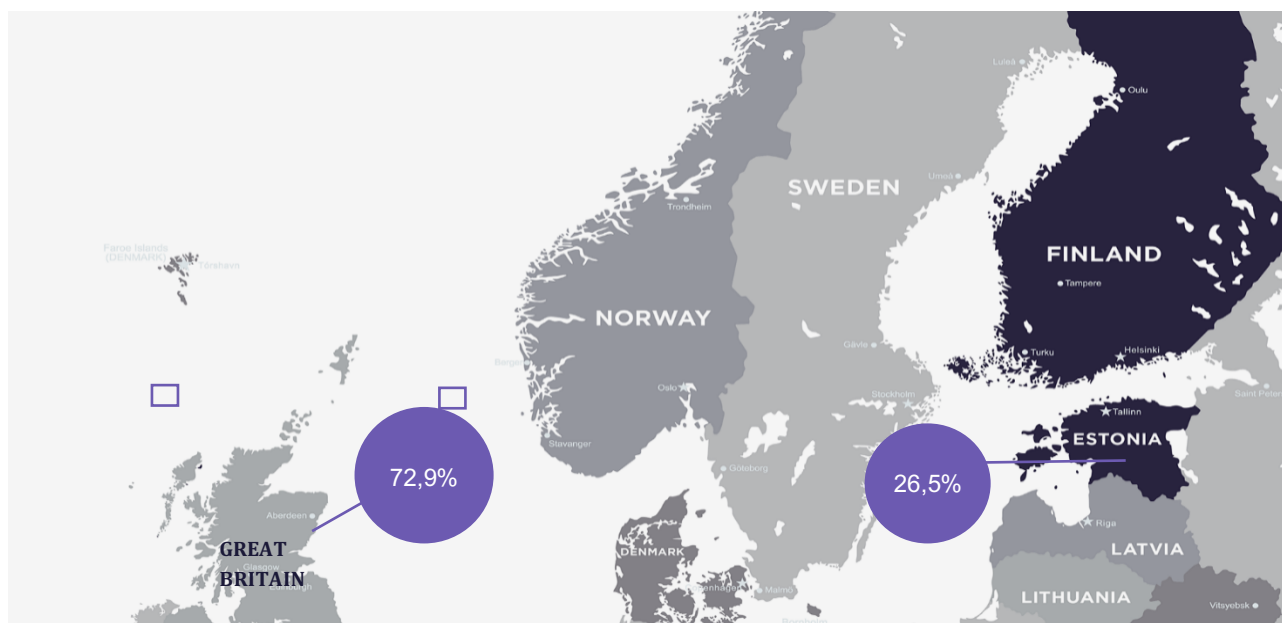 Luleå
Oulu
Umeå
SWEDEN
Trondheim
Faroe Islands
(DENMARK)
Tórshavn
FINLAND
Tampere
NORWAY
Gävle
Turku
Helsinki
Bergen
Oslo
Stockholm
Saint Peter
Tallinn
ESTONIA
Stavanger
Göteborg
72,9%
26,5%
Aberdeen
Riga
GREAT
BRITAIN
Glasgow
Edinburgh
DENMARK
LATVIA
Malmö
LITHUANIA
Vitsyebsk